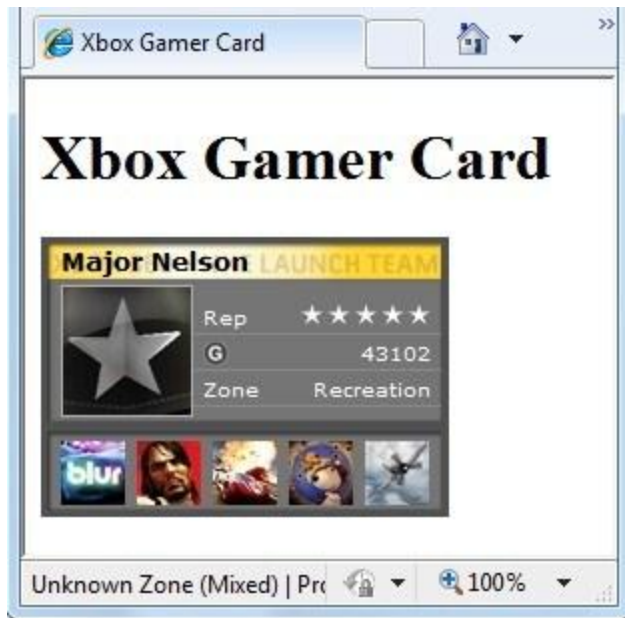 Xbox Gamer Card
Xbox Gamer Card
Major Nelson LAUNCH TEAM
Rep ★★★★★
G 43102
Zone Recreation
blur
Unknown Zone (Mixed) | Pro
100%